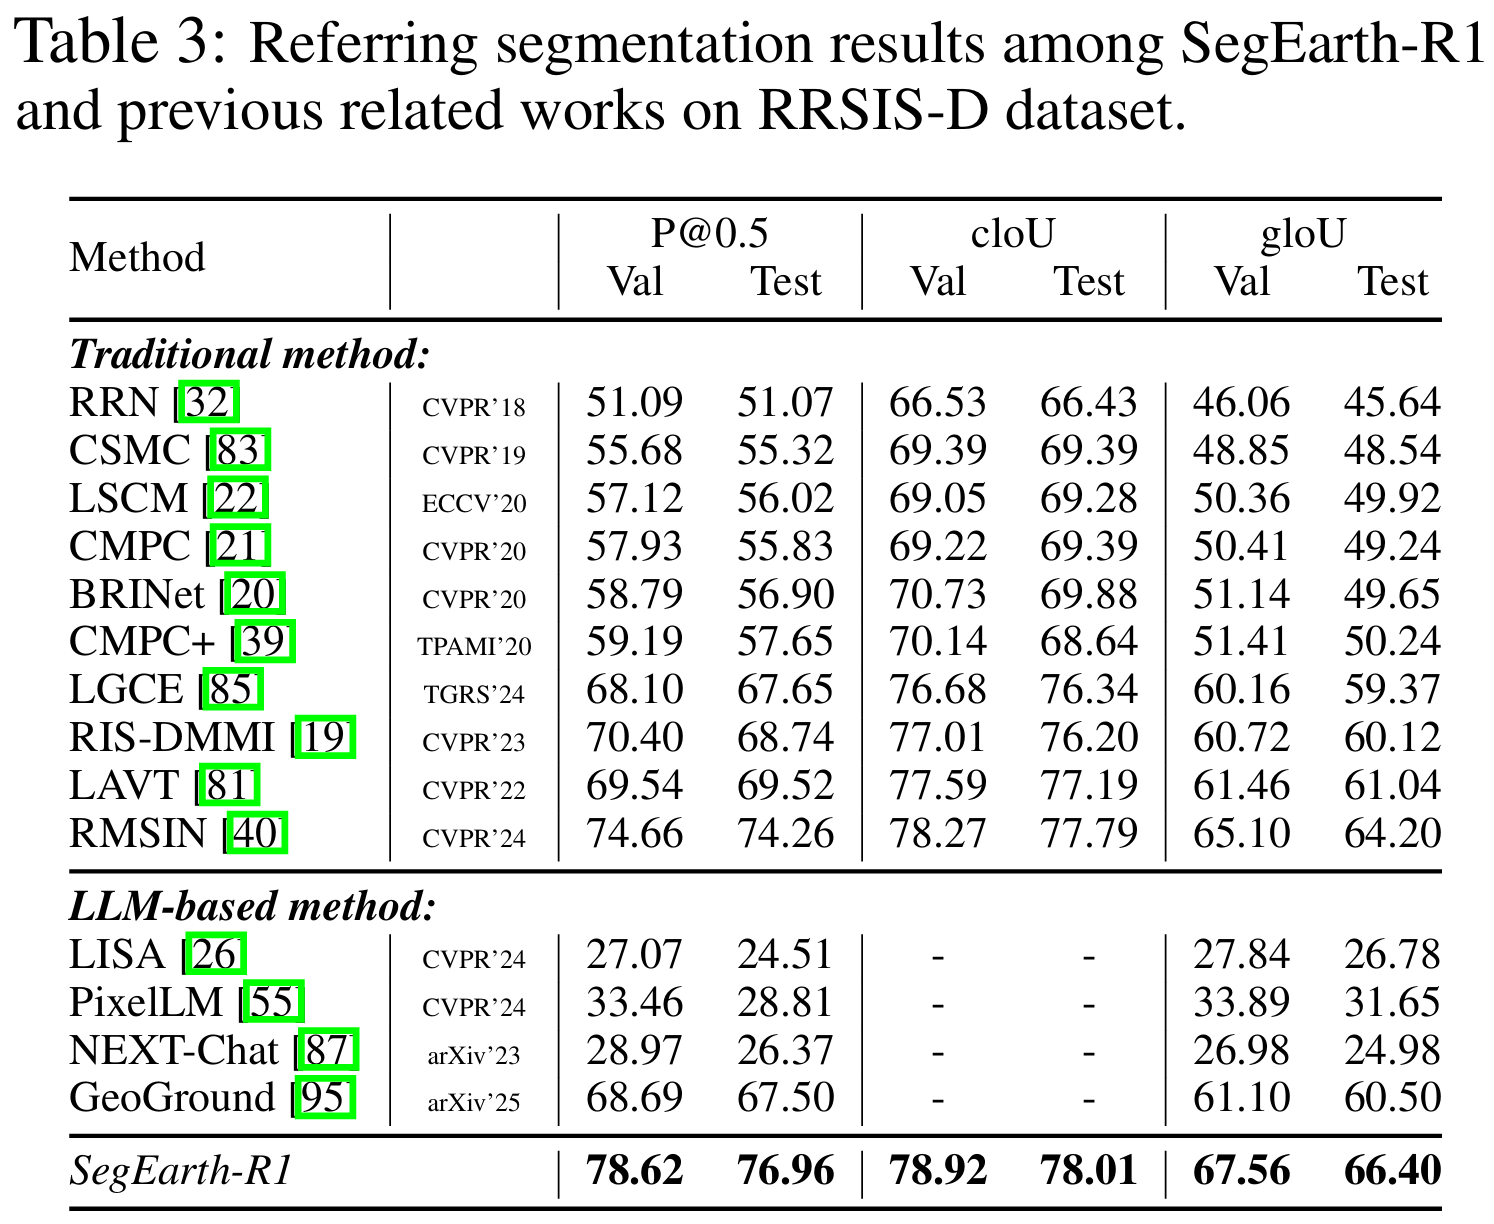 Table 3: Referring segmentation results among SegEarth-R1
and previous related works on RRSIS-D dataset.
Method P@0.5 cIoU gIoU
Val Test Val Test Val Test
Traditional method:
RRN [32] CVPR'18 51.09 51.07 66.53 66.43 46.06 45.64
CSMC [83] CVPR'19 55.68 55.32 69.39 69.39 48.85 48.54
LSCM [22] ECCV'20 57.12 56.02 69.05 69.28 50.36 49.92
CMPC [21] CVPR'20 57.93 55.83 69.22 69.39 50.41 49.24
BRINet [20] CVPR'20 58.79 56.90 70.73 69.88 51.14 49.65
CMPC+ [39] TPAMI'20 59.19 57.65 70.14 68.64 51.41 50.24
LGCE [85] TGRS'24 68.10 67.65 76.68 76.34 60.16 59.37
RIS-DMMI [19] CVPR'23 70.40 68.74 77.01 76.20 60.72 60.12
LAVT [81] CVPR'22 69.54 69.52 77.59 77.19 61.46 61.04
RMSIN [40] CVPR'24 74.66 74.26 78.27 77.79 65.10 64.20
LLM-based method:
LISA [26] CVPR'24 27.07 24.51 - - 27.84 26.78
PixelLM [55] CVPR'24 33.46 28.81 - - 33.89 31.65
NEXT-Chat [87] arXiv'23 28.97 26.37 - - 26.98 24.98
GeoGround [95] arXiv'25 68.69 67.50 - - 61.10 60.50
SegEarth-R1 78.62 76.96 78.92 78.01 67.56 66.40